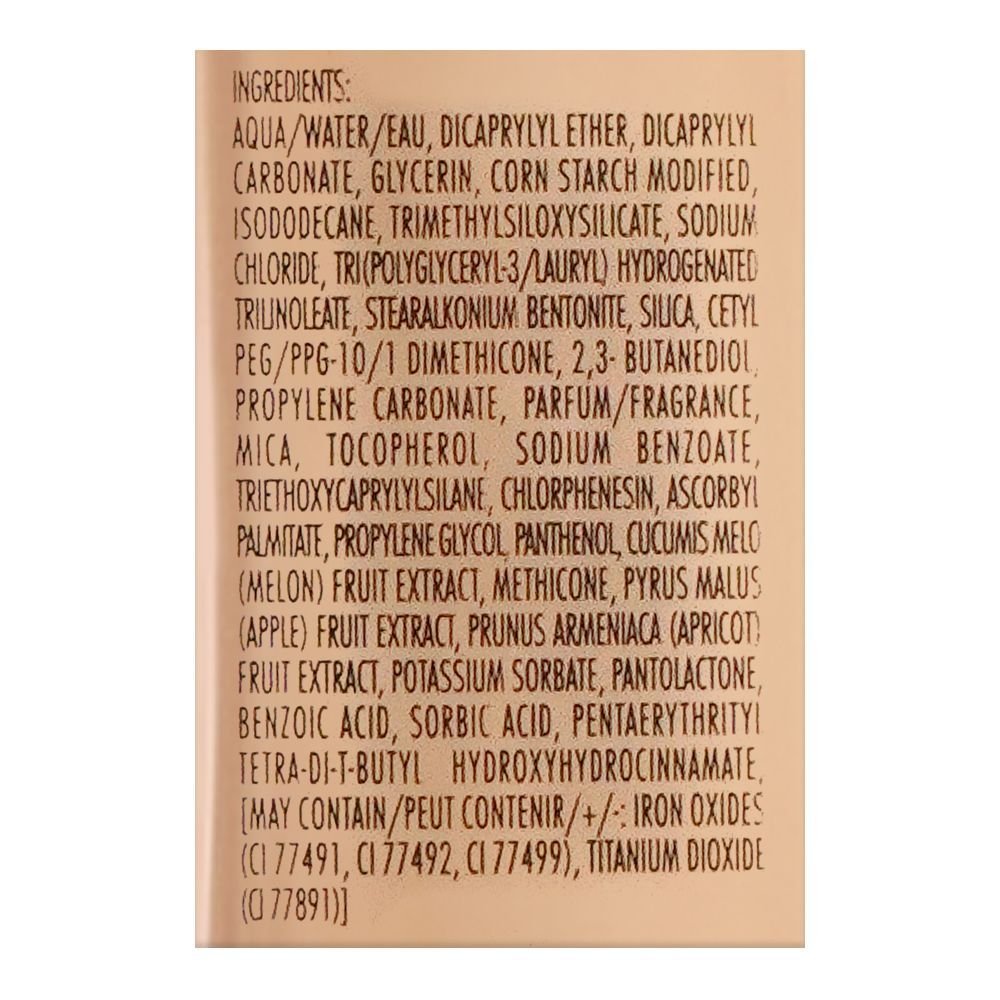 INGREDIENTS:
AQUA/WATER/EAU, DICAPRYLYL ETHER, DICAPRYLYL
CARBONATE, GLYCERIN, CORN STARCH MODIFIED,
ISODODECANE, TRIMETHYLSILOXYSILICATE, SODIUM
CHLORIDE, TRI(POLYGLYCERYL-3/LAURYL) HYDROGENATED
TRILINOLEATE, STEARALKONIUM BENTONITE, SILICA, CETYL
PEG/PPG-10/1 DIMETHICONE, 2,3- BUTANEDIOL,
PROPYLENE CARBONATE, PARFUM/FRAGRANCE,
MICA, TOCOPHEROL, SODIUM BENZOATE,
TRIETHOXYCAPRYLYLSILANE, CHLORPHENESIN, ASCORBYL
PALMITATE, PROPYLENE GLYCOL, PANTHENOL, CUCUMIS MELO
(MELON) FRUIT EXTRACT, METHICONE, PYRUS MALUS
(APPLE) FRUIT EXTRACT, PRUNUS ARMENIACA (APRICOT)
FRUIT EXTRACT, POTASSIUM SORBATE, PANTOLACTONE,
BENZOIC ACID, SORBIC ACID, PENTAERYTHRITYL
TETRA-DI-T-BUTYL HYDROXYHYDROCINNAMATE,
[MAY CONTAIN/PEUT CONTENIR/+/-: IRON OXIDES
(CI 77491, CI 77492, CI 77499), TITANIUM DIOXIDE
(CI 77891)]